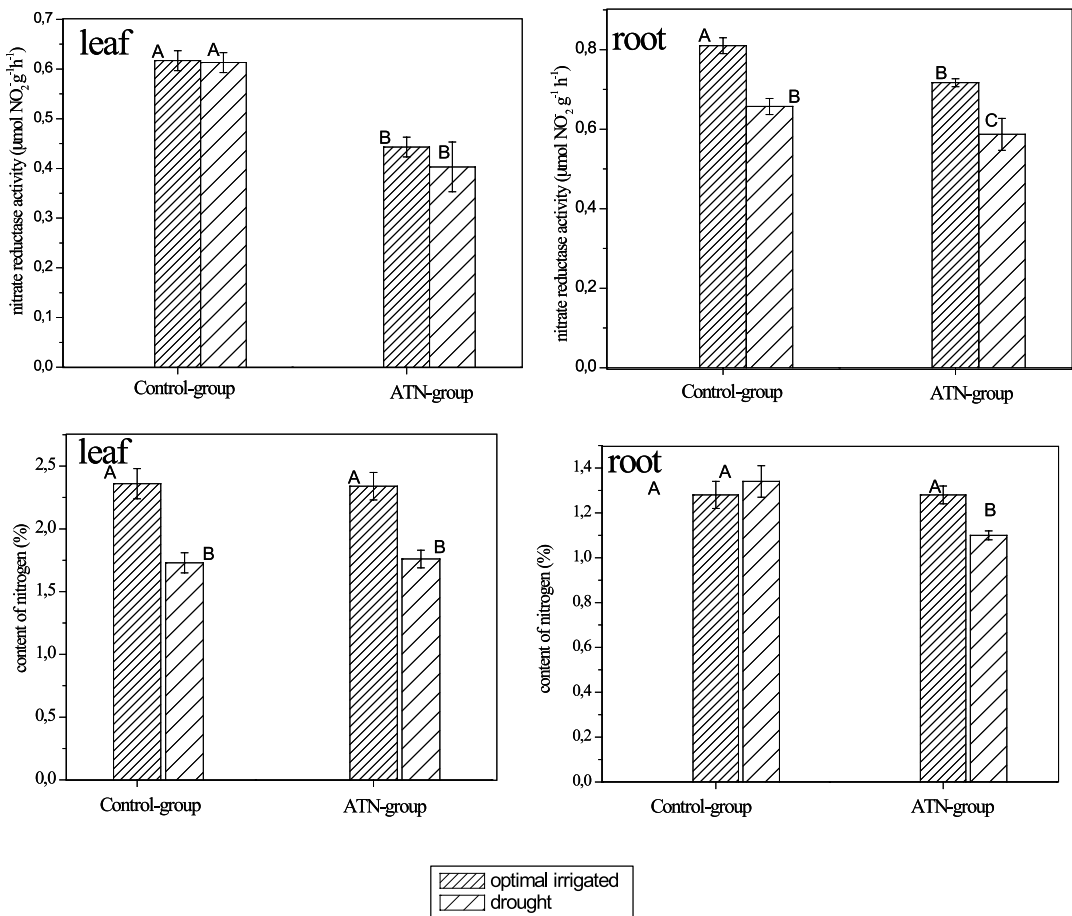 leaf
nitrate reductase activity (μmol NO₂⁻g⁻¹h⁻¹)
0,7
0,6
0,5
0,4
0,3
0,2
0,1
0,0
A
A
B
B
Control-group
ATN-group
root
nitrate reductase activity (μmol NO₂⁻ g⁻¹ h⁻¹)
0,8
0,6
0,4
0,2
0,0
A
B
B
C
Control-group
ATN-group
leaf
content of nitrogen (%)
2,5
2,0
1,5
1,0
0,5
0,0
A
B
A
B
Control-group
ATN-group
root
content of nitrogen (%)
1,4
1,2
1,0
0,8
0,6
0,4
0,2
0,0
A
A
A
B
Control-group
ATN-group
optimal irrigated
drought